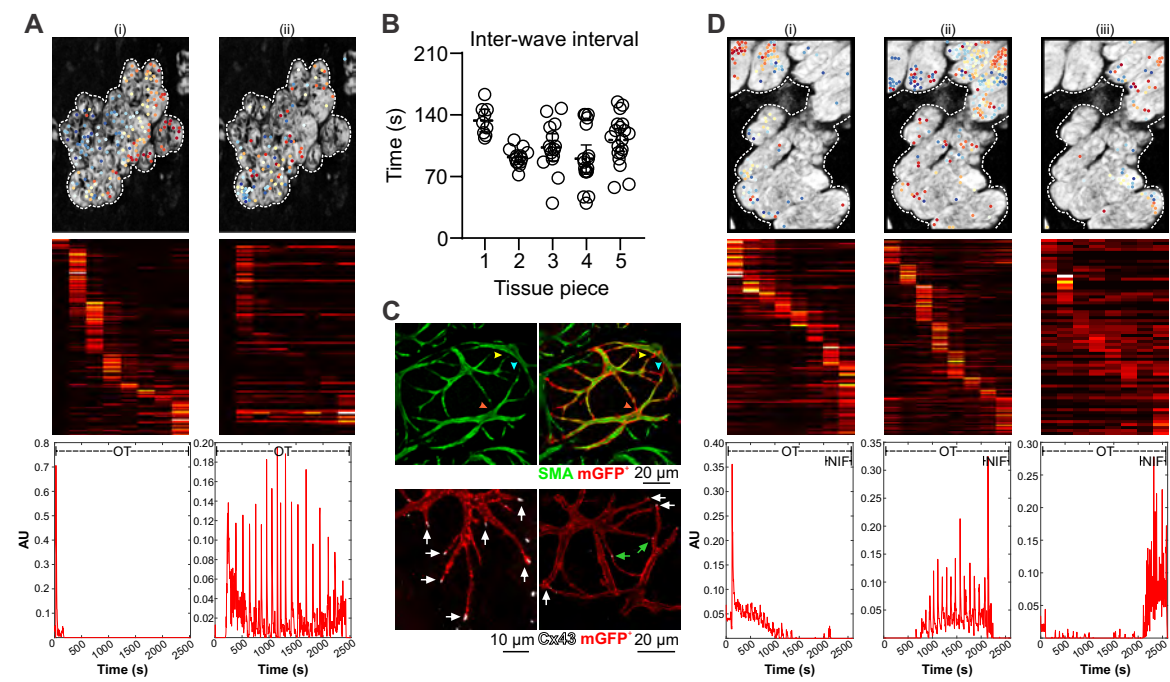 A
(i)
(ii)
B
Inter-wave interval
Time (s)
210
140
70
0
1 2 3 4 5
Tissue piece
C
SMA mGFP+
20 µm
10 µm
Cx43 mGFP+
20 µm
D
(i)
(ii)
(iii)
AU
0.8
0.7
0.6
0.5
0.4
0.3
0.2
0.1
OT
0 500 1000 1500 2000 2500
Time (s)
0.20
0.18
0.16
0.14
0.12
0.10
0.08
0.06
0.04
0.02
OT
0 500 1000 1500 2000 2500
Time (s)
AU
0.40
0.35
0.30
0.25
0.20
0.15
0.10
0.05
OT
NIF
0 500 1000 1500 2000 2500
Time (s)
0.35
0.30
0.25
0.20
0.15
0.10
0.05
0.00
OT
NIF
0 500 1000 1500 2000 2500
Time (s)
0.30
0.25
0.20
0.15
0.10
0.05
0.00
OT
NIF
0 500 1000 1500 2000 2500
Time (s)